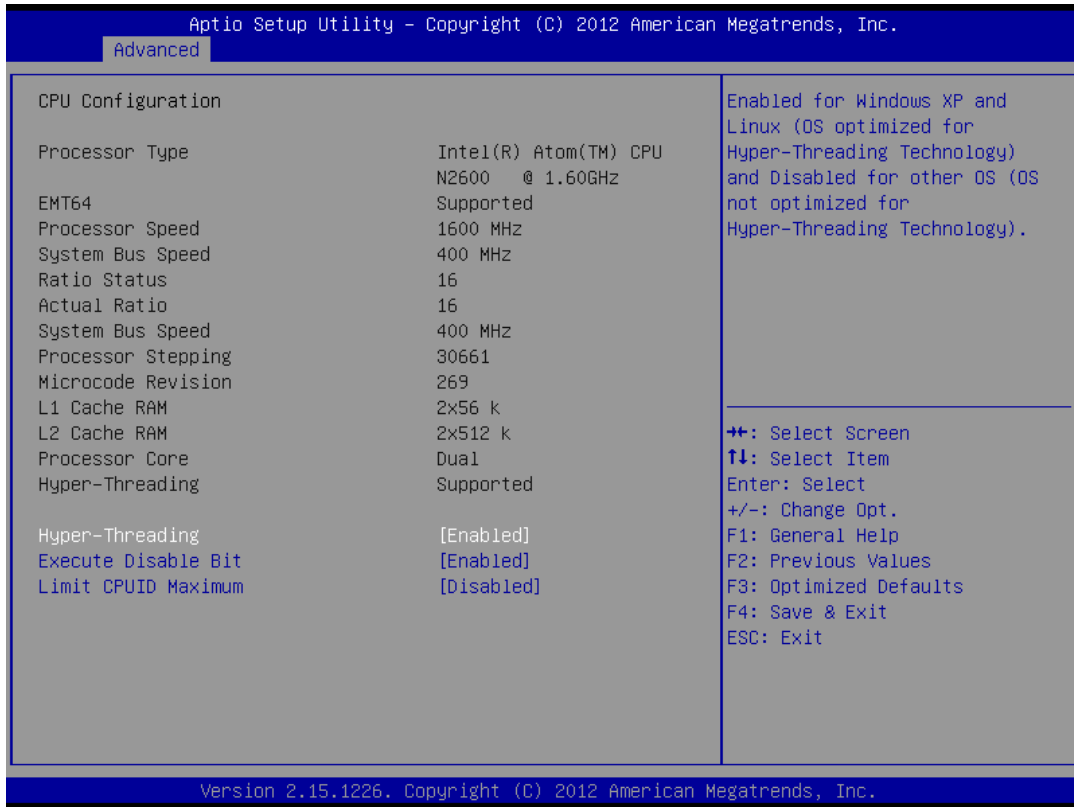 Aptio Setup Utility – Copyright (C) 2012 American Megatrends, Inc.
Advanced
CPU Configuration
Processor Type Intel(R) Atom(TM) CPU
N2600 @ 1.60GHz
EMT64 Supported
Processor Speed 1600 MHz
System Bus Speed 400 MHz
Ratio Status 16
Actual Ratio 16
System Bus Speed 400 MHz
Processor Stepping 30661
Microcode Revision 269
L1 Cache RAM 2x56 k
L2 Cache RAM 2x512 k
Processor Core Dual
Hyper-Threading Supported
Hyper-Threading [Enabled]
Execute Disable Bit [Enabled]
Limit CPUID Maximum [Disabled]
Enabled for Windows XP and
Linux (OS optimized for
Hyper-Threading Technology)
and Disabled for other OS (OS
not optimized for
Hyper-Threading Technology).
→←: Select Screen
↑↓: Select Item
Enter: Select
+/-: Change Opt.
F1: General Help
F2: Previous Values
F3: Optimized Defaults
F4: Save & Exit
ESC: Exit
Version 2.15.1226. Copyright (C) 2012 American Megatrends, Inc.